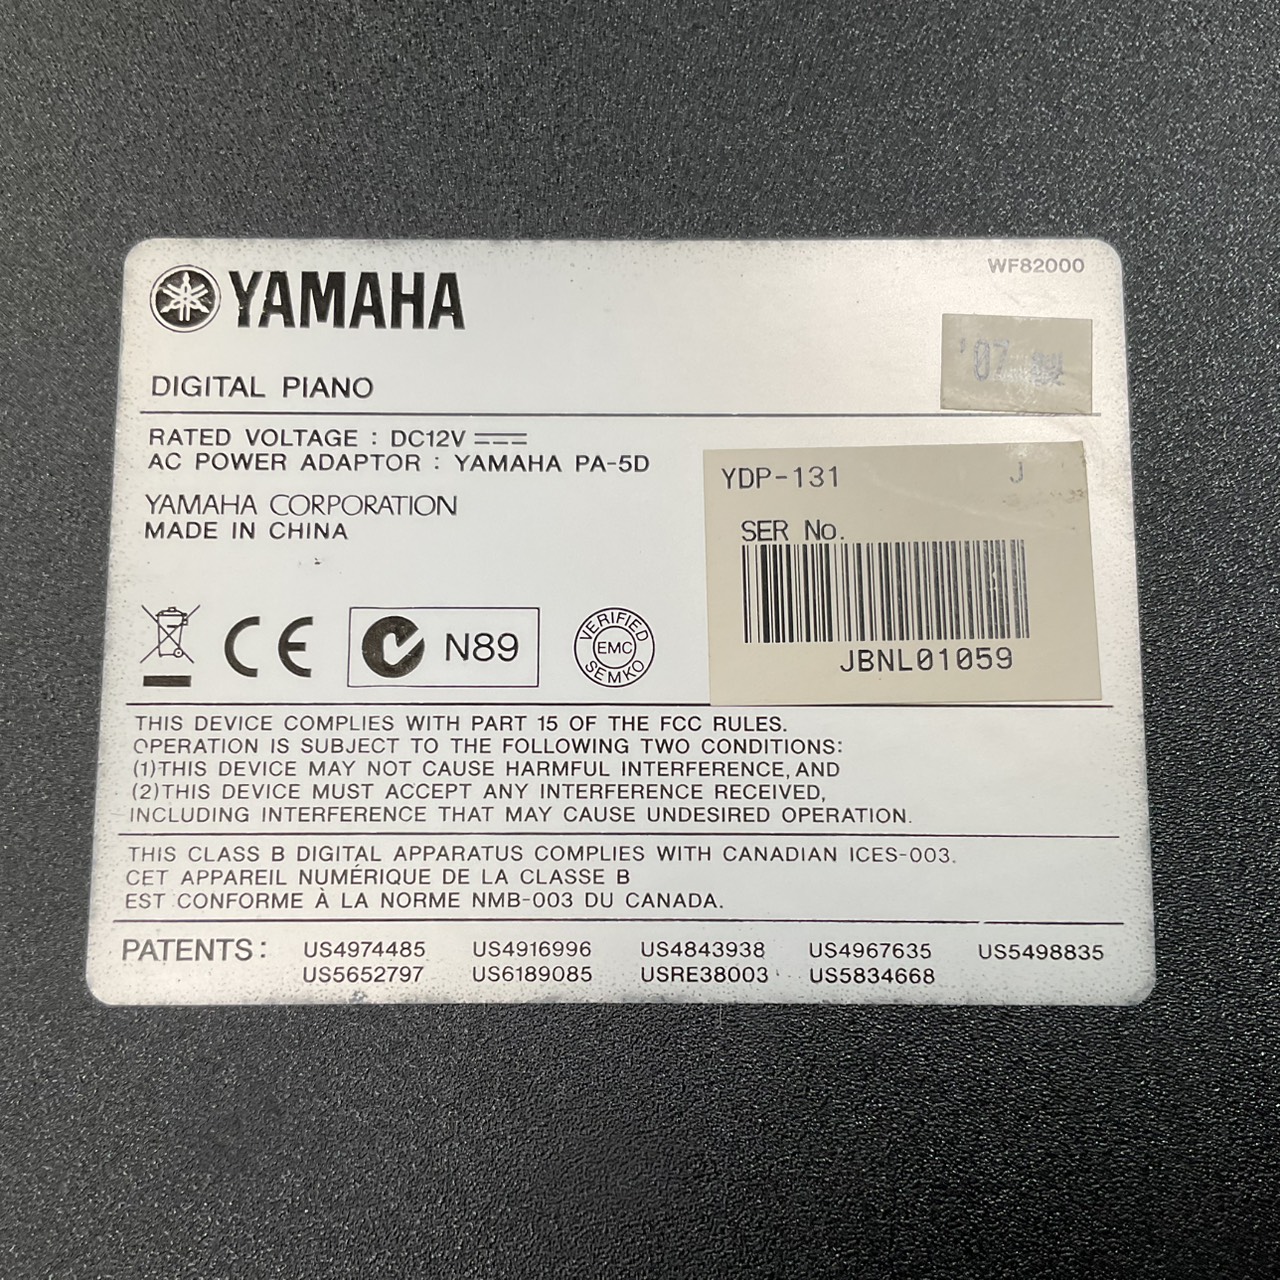 YAMAHA
WF82000
'07
DIGITAL PIANO
RATED VOLTAGE : DC12V
AC POWER ADAPTOR : YAMAHA PA-5D
YAMAHA CORPORATION
MADE IN CHINA
YDP-131 J
SER No.
JBNL01059
CE
N89
VERIFIED
EMC
SEMKO
THIS DEVICE COMPLIES WITH PART 15 OF THE FCC RULES.
OPERATION IS SUBJECT TO THE FOLLOWING TWO CONDITIONS:
(1)THIS DEVICE MAY NOT CAUSE HARMFUL INTERFERENCE, AND
(2)THIS DEVICE MUST ACCEPT ANY INTERFERENCE RECEIVED,
INCLUDING INTERFERENCE THAT MAY CAUSE UNDESIRED OPERATION.
THIS CLASS B DIGITAL APPARATUS COMPLIES WITH CANADIAN ICES-003.
CET APPAREIL NUMÉRIQUE DE LA CLASSE B
EST CONFORME À LA NORME NMB-003 DU CANADA.
PATENTS : US4974485 US4916996 US4843938 US4967635 US5498835
US5652797 US6189085 USRE38003 US5834668